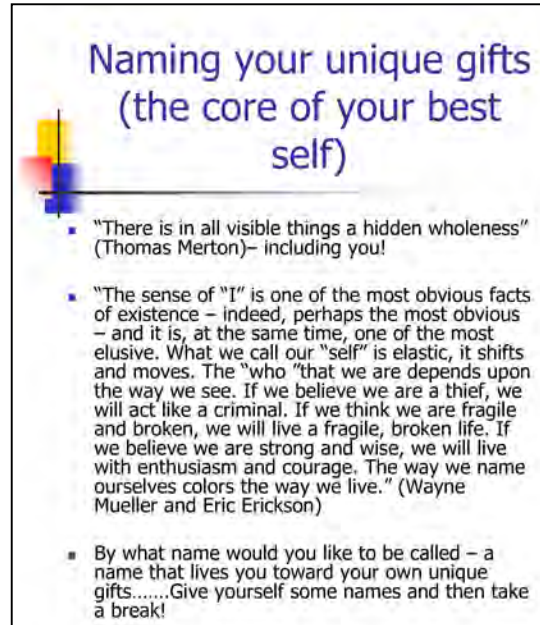 Naming your unique gifts
(the core of your best
self)
"There is in all visible things a hidden wholeness"
(Thomas Merton)– including you!
"The sense of "I" is one of the most obvious facts
of existence – indeed, perhaps the most obvious
– and it is, at the same time, one of the most
elusive. What we call our "self" is elastic, it shifts
and moves. The "who "that we are depends upon
the way we see. If we believe we are a thief, we
will act like a criminal. If we think we are fragile
and broken, we will live a fragile, broken life. If
we believe we are strong and wise, we will live
with enthusiasm and courage. The way we name
ourselves colors the way we live." (Wayne
Mueller and Eric Erickson)
By what name would you like to be called – a
name that lives you toward your own unique
gifts.......Give yourself some names and then take
a break!